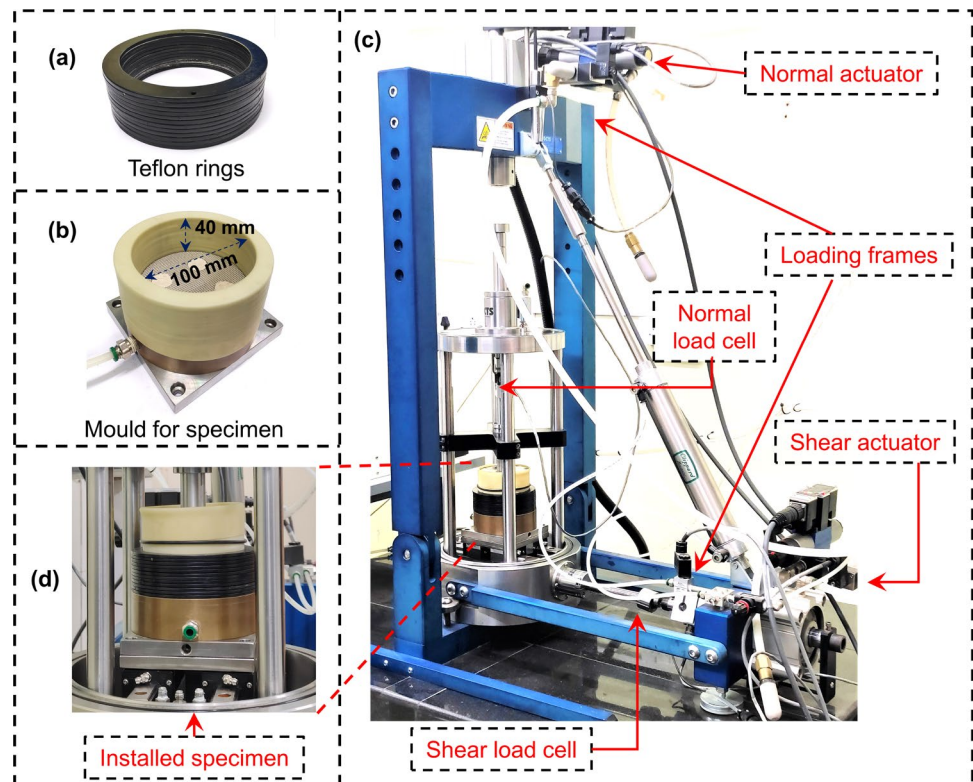 (a)
Teflon rings
(b)
40 mm
100 mm
Mould for specimen
(c)
Normal actuator
Loading frames
Normal
load cell
Shear actuator
Shear load cell
(d)
Installed specimen